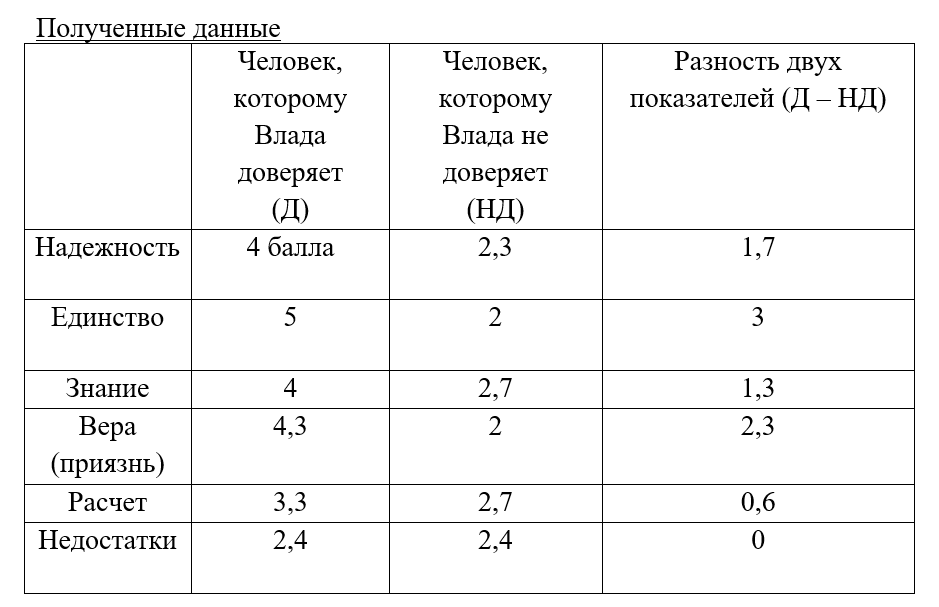 Полученные данные
Человек,
которому
Влада
доверяет
(Д)
Человек,
которому
Влада не
доверяет
(НД)
Разность двух
показателей (Д – НД)
Надежность 4 балла 2,3 1,7
Единство 5 2 3
Знание 4 2,7 1,3
Вера
(приязнь) 4,3 2 2,3
Расчет 3,3 2,7 0,6
Недостатки 2,4 2,4 0